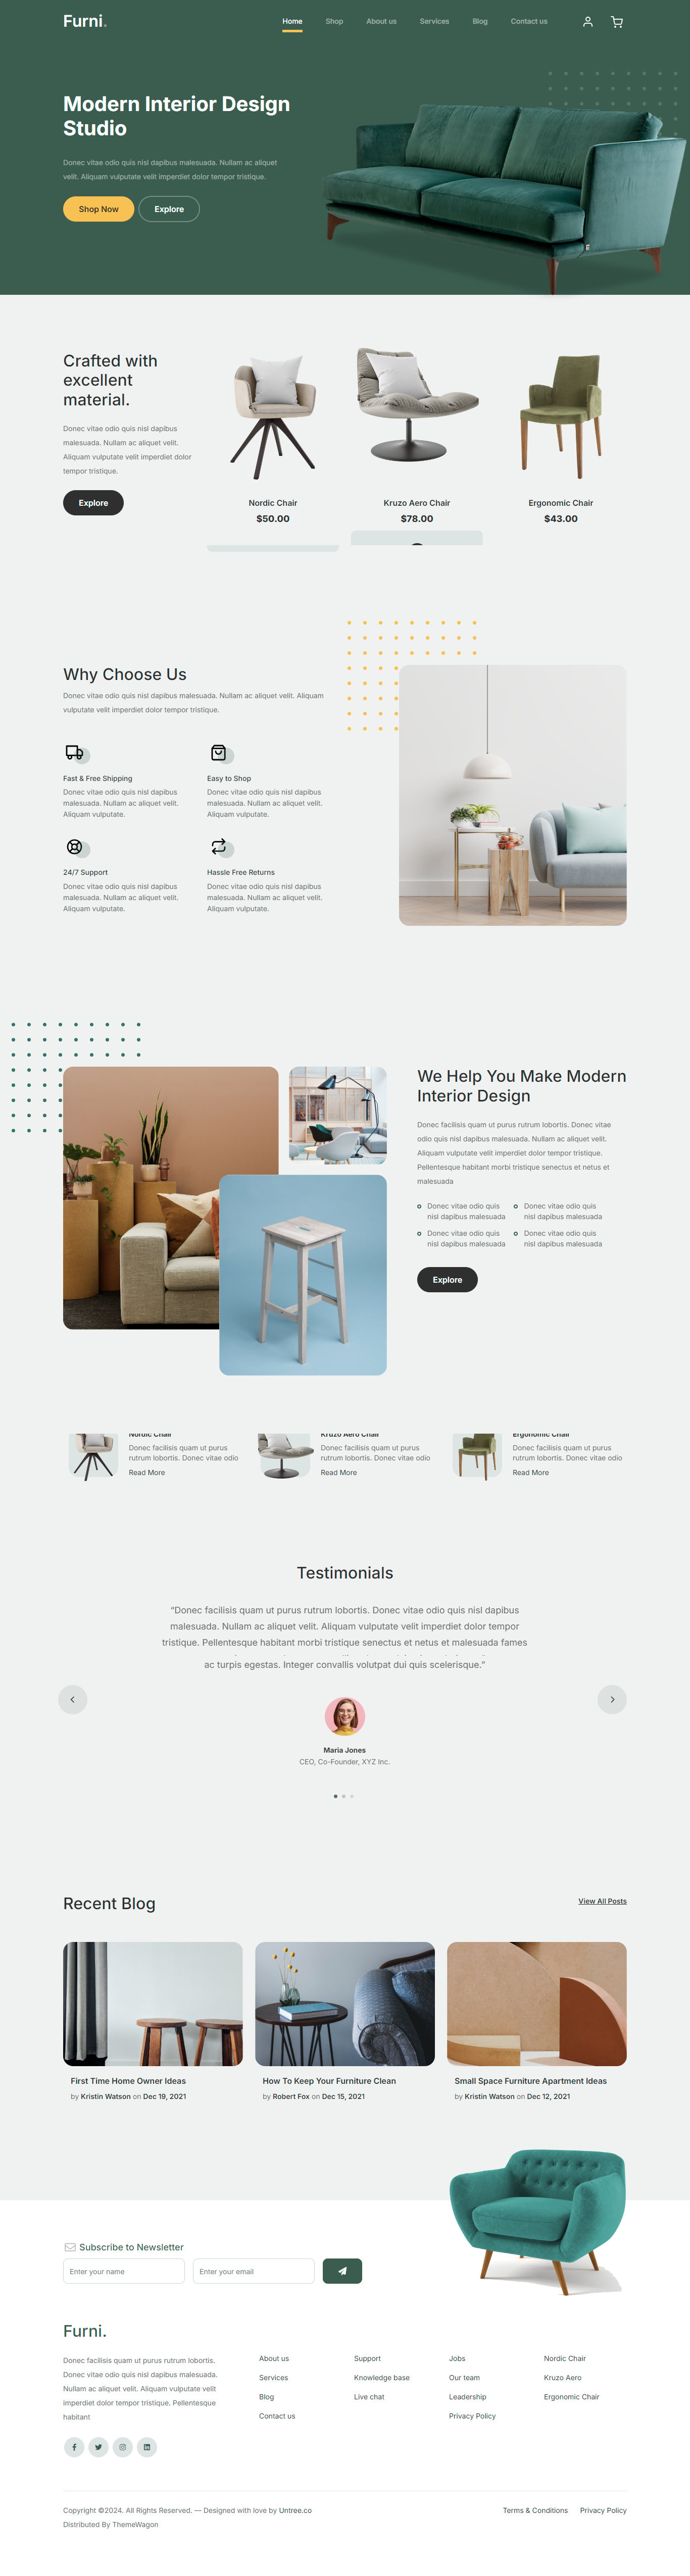 Furni.
Home Shop About us Services Blog Contact us
Modern Interior Design
Studio
Donec vitae odio quis nisl dapibus malesuada. Nullam ac aliquet
velit. Aliquam vulputate velit imperdiet dolor tempor tristique.
Shop Now Explore
Crafted with
excellent
material.
Donec vitae odio quis nisl dapibus
malesuada. Nullam ac aliquet velit.
Aliquam vulputate velit imperdiet dolor
tempor tristique.
Explore
Nordic Chair
$50.00
Kruzo Aero Chair
$78.00
Ergonomic Chair
$43.00
Why Choose Us
Donec vitae odio quis nisl dapibus malesuada. Nullam ac aliquet velit. Aliquam
vulputate velit imperdiet dolor tempor tristique.
Fast & Free Shipping
Donec vitae odio quis nisl dapibus
malesuada. Nullam ac aliquet velit.
Aliquam vulputate.
Easy to Shop
Donec vitae odio quis nisl dapibus
malesuada. Nullam ac aliquet velit.
Aliquam vulputate.
24/7 Support
Donec vitae odio quis nisl dapibus
malesuada. Nullam ac aliquet velit.
Aliquam vulputate.
Hassle Free Returns
Donec vitae odio quis nisl dapibus
malesuada. Nullam ac aliquet velit.
Aliquam vulputate.
We Help You Make Modern
Interior Design
Donec facilisis quam ut purus rutrum lobortis. Donec vitae
odio quis nisl dapibus malesuada. Nullam ac aliquet velit.
Aliquam vulputate velit imperdiet dolor tempor tristique.
Pellentesque habitant morbi tristique senectus et netus et
malesuada
Donec vitae odio quis
nisl dapibus malesuada
Donec vitae odio quis
nisl dapibus malesuada
Donec vitae odio quis
nisl dapibus malesuada
Donec vitae odio quis
nisl dapibus malesuada
Explore
Nordic Chair
Donec facilisis quam ut purus
rutrum lobortis. Donec vitae odio
Read More
Kruzo Aero Chair
Donec facilisis quam ut purus
rutrum lobortis. Donec vitae odio
Read More
Ergonomic Chair
Donec facilisis quam ut purus
rutrum lobortis. Donec vitae odio
Read More
Testimonials
“Donec facilisis quam ut purus rutrum lobortis. Donec vitae odio quis nisl dapibus
malesuada. Nullam ac aliquet velit. Aliquam vulputate velit imperdiet dolor tempor
tristique. Pellentesque habitant morbi tristique senectus et netus et malesuada fames
ac turpis egestas. Integer convallis volutpat dui quis scelerisque.”
Maria Jones
CEO, Co-Founder, XYZ Inc.
Recent Blog
View All Posts
First Time Home Owner Ideas
by Kristin Watson on Dec 19, 2021
How To Keep Your Furniture Clean
by Robert Fox on Dec 15, 2021
Small Space Furniture Apartment Ideas
by Kristin Watson on Dec 12, 2021
Subscribe to Newsletter
Enter your name
Enter your email
Furni.
Donec facilisis quam ut purus rutrum lobortis.
Donec vitae odio quis nisl dapibus malesuada.
Nullam ac aliquet velit. Aliquam vulputate velit
imperdiet dolor tempor tristique. Pellentesque
habitant
About us
Services
Blog
Contact us
Support
Knowledge base
Live chat
Jobs
Our team
Leadership
Privacy Policy
Nordic Chair
Kruzo Aero
Ergonomic Chair
Copyright ©2024. All Rights Reserved. — Designed with love by Untree.co
Distributed By ThemeWagon
Terms & Conditions Privacy Policy